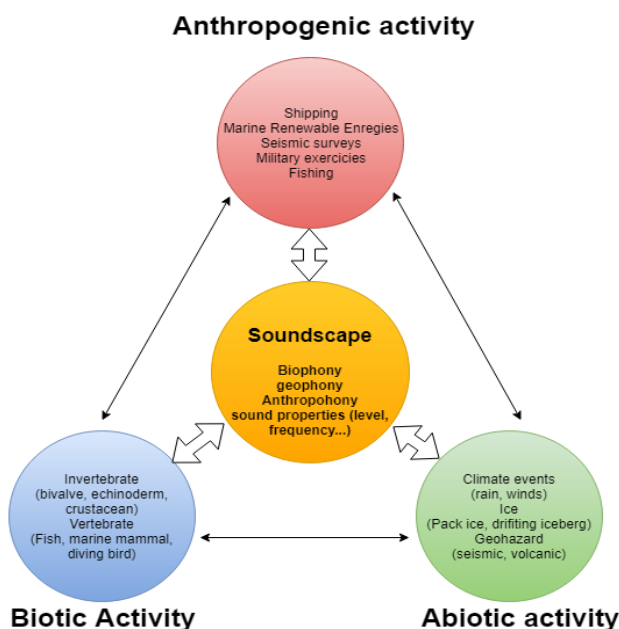 Anthropogenic activity
Shipping
Marine Renewable Enregies
Seismic surveys
Military exercicies
Fishing
Soundscape
Biophony
geophony
Anthropohony
sound properties (level,
frequency...)
Invertebrate
(bivalve, echinoderm,
crustacean)
Vertebrate
(Fish, marine mammal,
diving bird)
Climate events
(rain, winds)
Ice
(Pack ice, drifiting iceberg)
Geohazard
(seismic, volcanic)
Biotic Activity
Abiotic activity